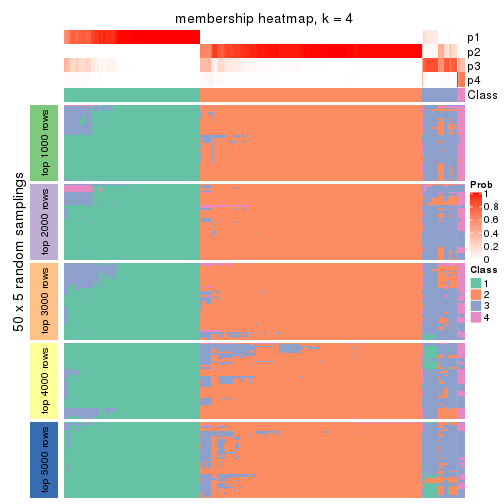 membership heatmap, k = 4
p1
p2
p3
p4
Class
50 x 5 random samplings
top 1000 rows
top 2000 rows
top 3000 rows
top 4000 rows
top 5000 rows
Prob
1
0.8
0.6
0.4
0.2
0
Class
1
2
3
4